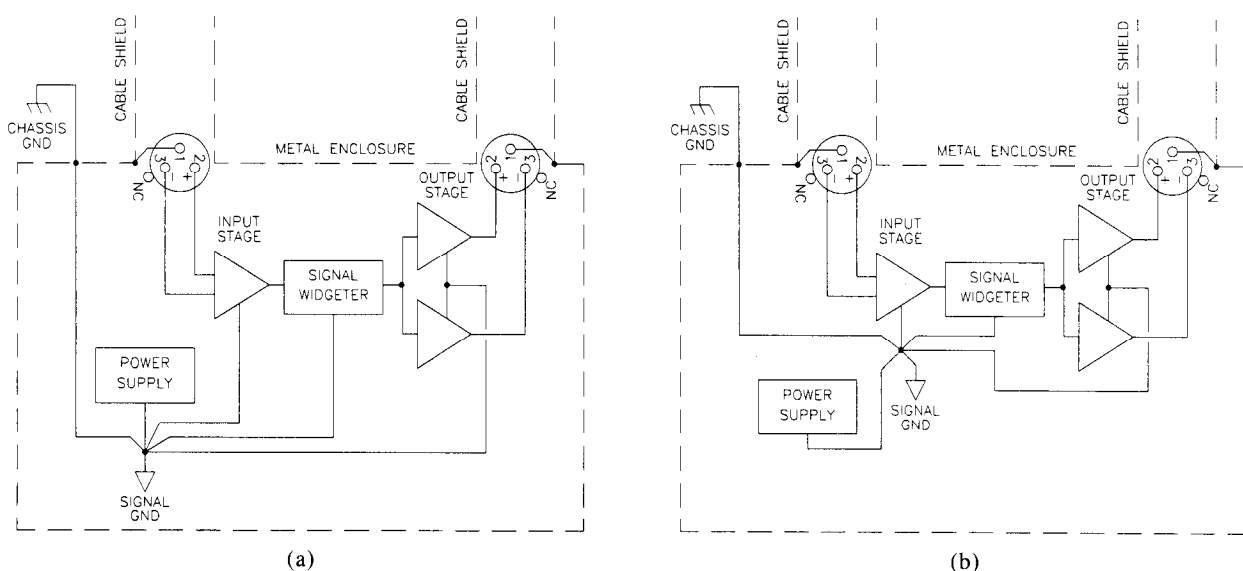 CABLE SHIELD
CABLE SHIELD
CHASSIS
GND
METAL ENCLOSURE
1
2
3
+
-
NC
1
2
3
+
-
NC
OUTPUT
STAGE
INPUT
STAGE
SIGNAL
WIDGETER
POWER
SUPPLY
SIGNAL
GND
(a)
CABLE SHIELD
CABLE SHIELD
CHASSIS
GND
METAL ENCLOSURE
1
2
3
+
-
NC
1
2
3
+
-
NC
OUTPUT
STAGE
INPUT
STAGE
SIGNAL
WIDGETER
POWER
SUPPLY
SIGNAL
GND
(b)